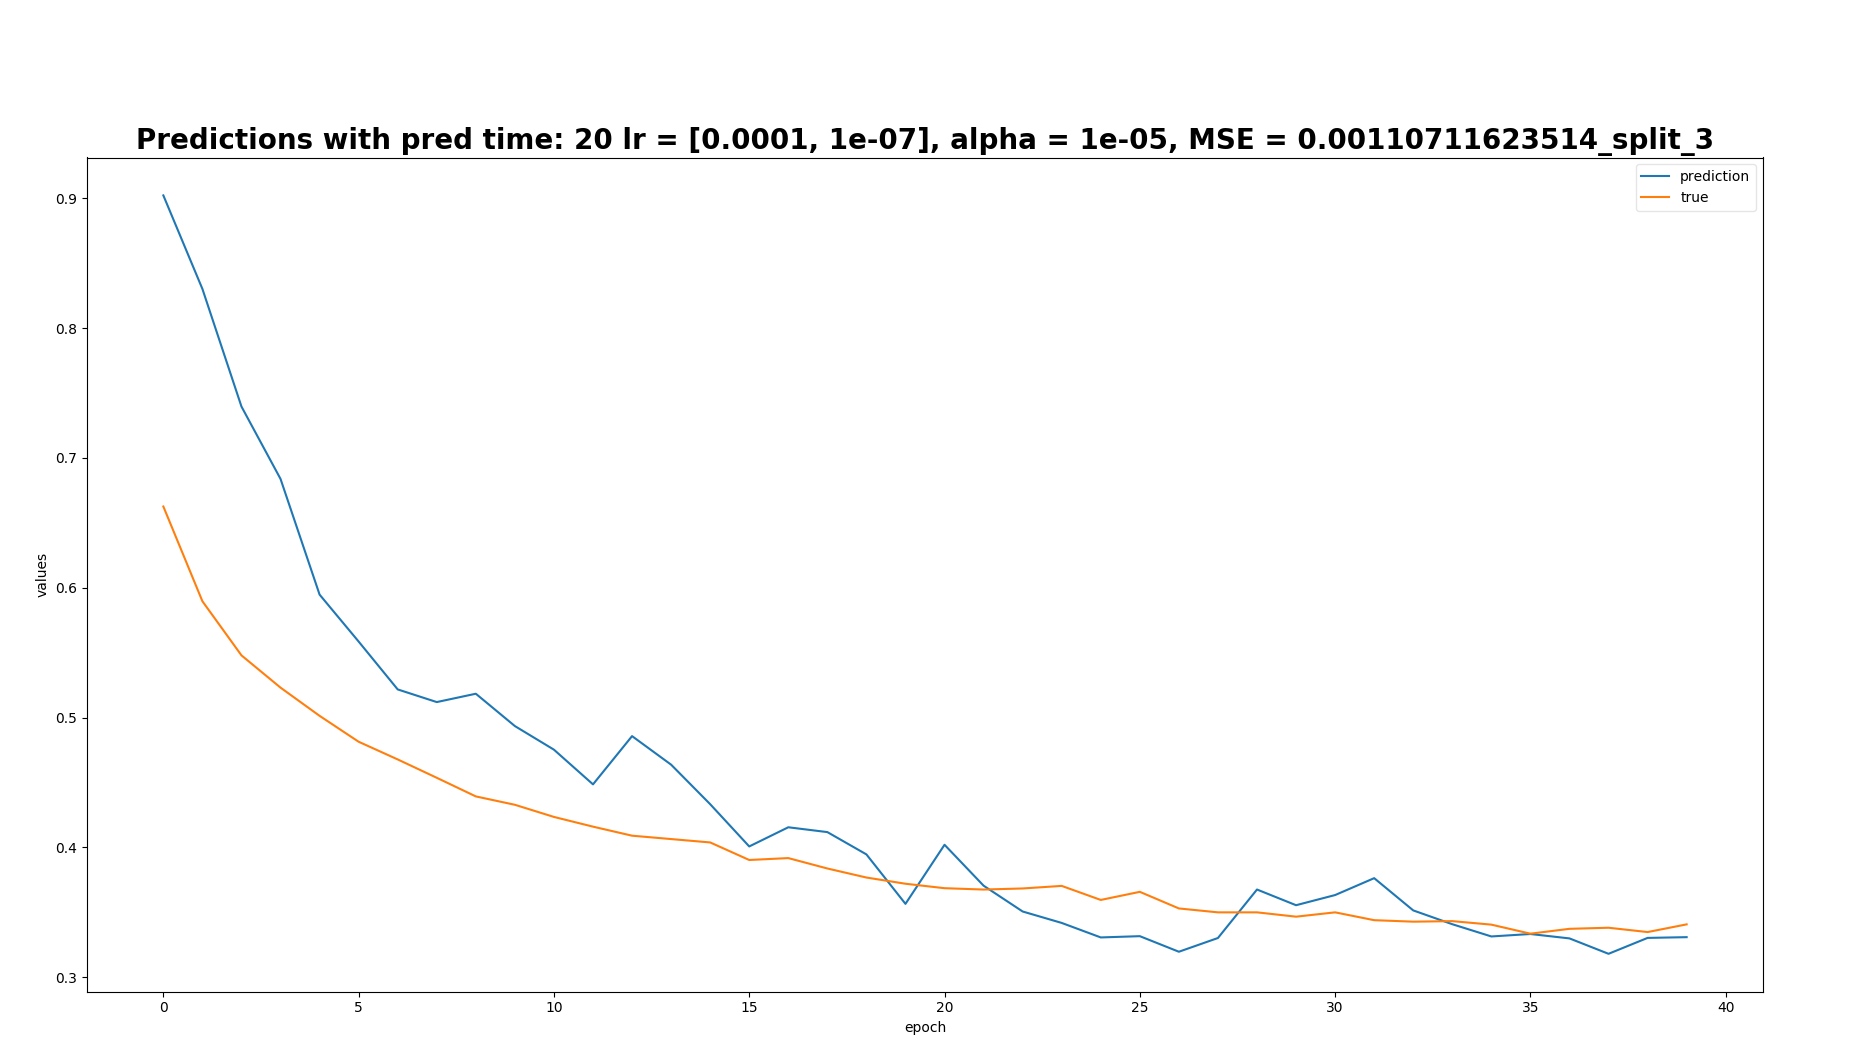 Predictions with pred time: 20 lr = [0.0001, 1e-07], alpha = 1e-05, MSE = 0.00110711623514_split_3
prediction
true
0.9
0.8
0.7
0.6
0.5
0.4
0.3
values
0 5 10 15 20 25 30 35 40
epoch